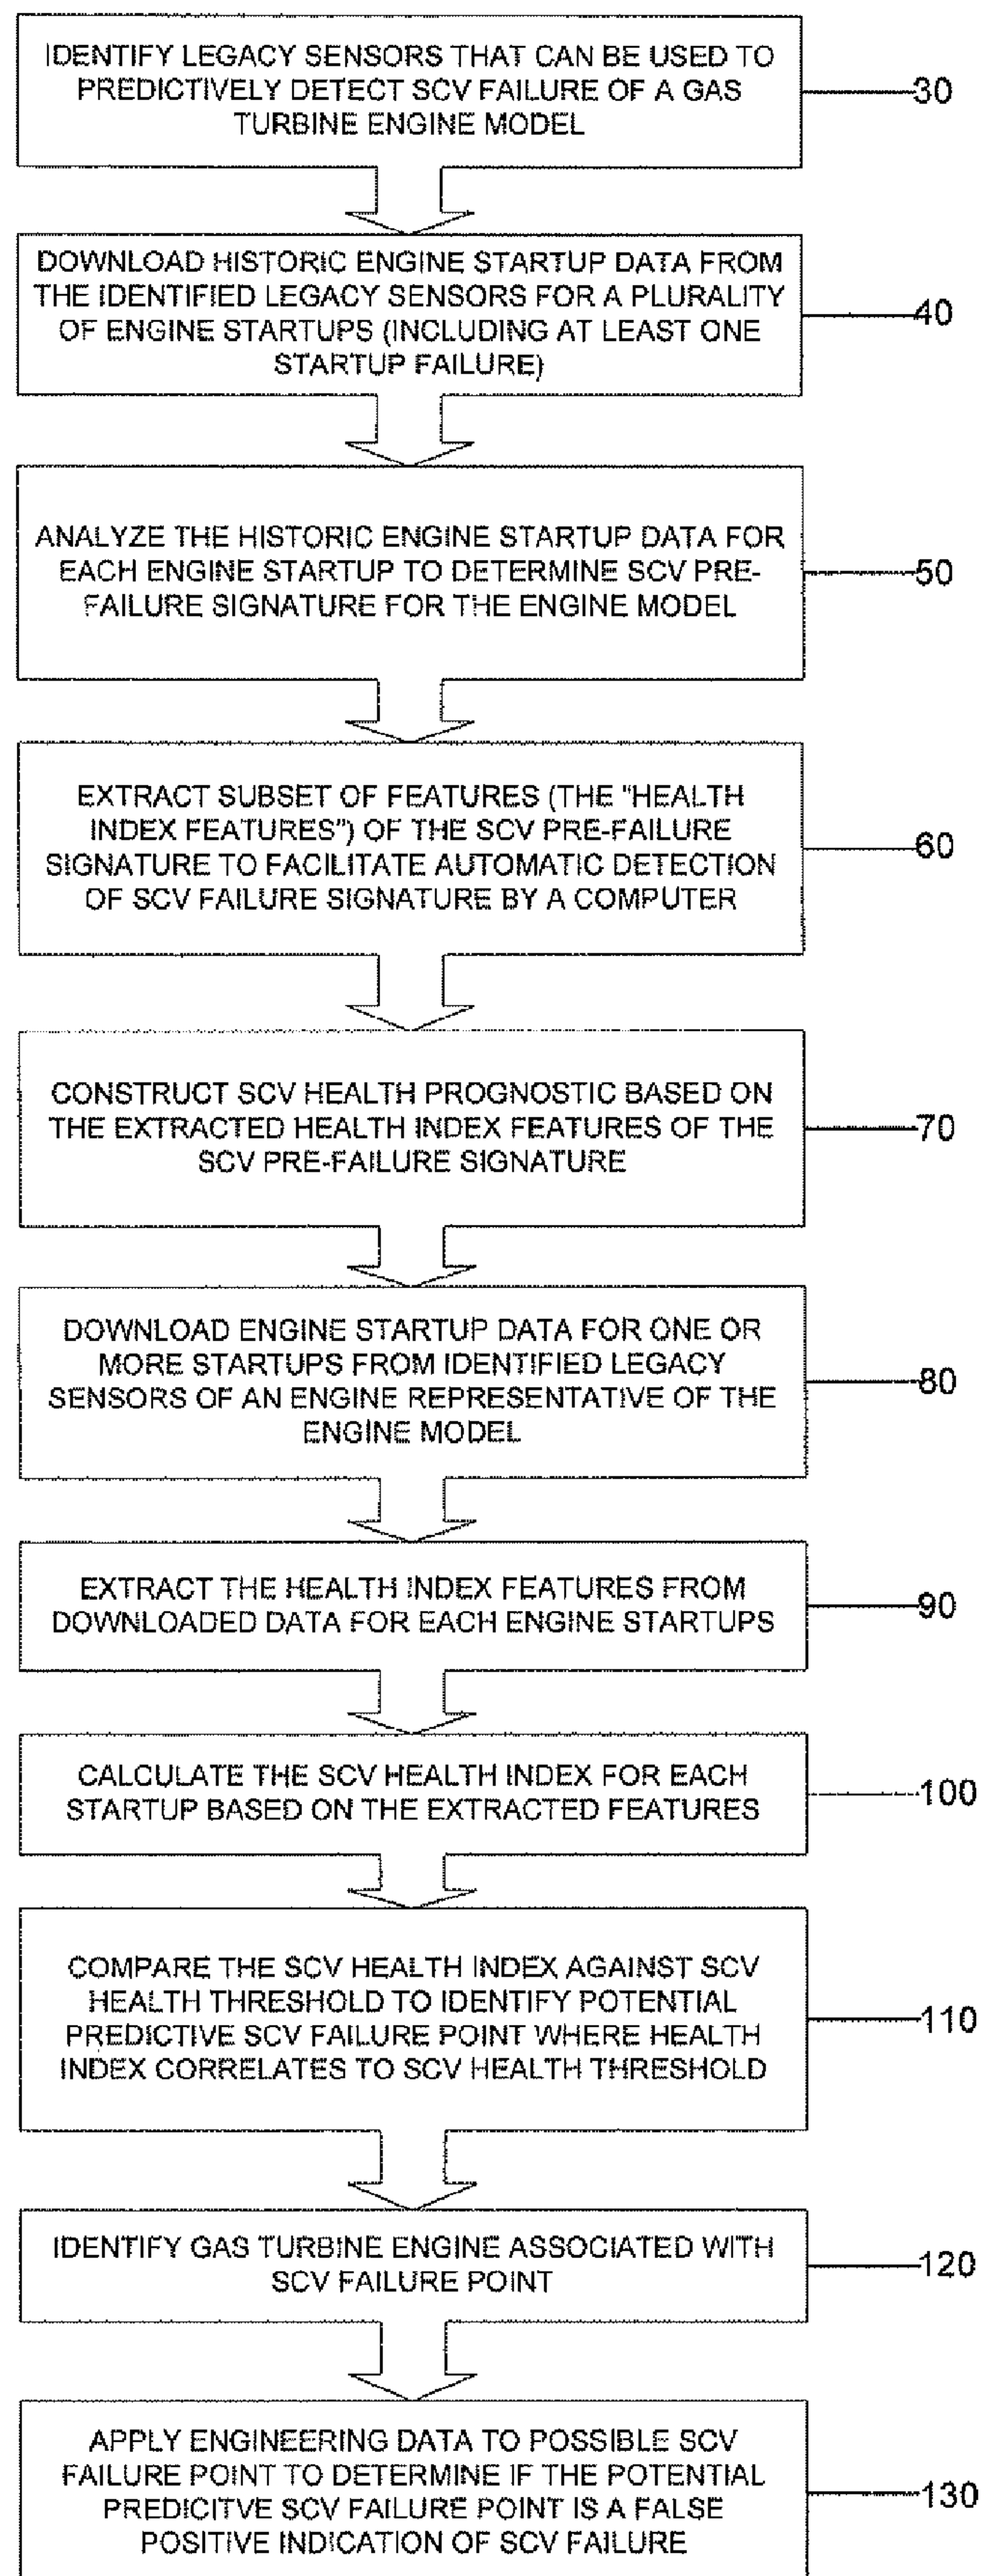 IDENTIFY LEGACY SENSORS THAT CAN BE USED TO
PREDICTIVELY DETECT SCV FAILURE OF A GAS
TURBINE ENGINE MODEL
30
DOWNLOAD HISTORIC ENGINE STARTUP DATA FROM
THE IDENTIFIED LEGACY SENSORS FOR A PLURALITY
OF ENGINE STARTUPS (INCLUDING AT LEAST ONE
STARTUP FAILURE)
40
ANALYZE THE HISTORIC ENGINE STARTUP DATA FOR
EACH ENGINE STARTUP TO DETERMINE SCV PRE-
FAILURE SIGNATURE FOR THE ENGINE MODEL
50
EXTRACT SUBSET OF FEATURES (THE "HEALTH
INDEX FEATURES") OF THE SCV PRE-FAILURE
SIGNATURE TO FACILITATE AUTOMATIC DETECTION
OF SCV FAILURE SIGNATURE BY A COMPUTER
60
CONSTRUCT SCV HEALTH PROGNOSTIC BASED ON
THE EXTRACTED HEALTH INDEX FEATURES OF THE
SCV PRE-FAILURE SIGNATURE
70
DOWNLOAD ENGINE STARTUP DATA FOR ONE OR
MORE STARTUPS FROM IDENTIFIED LEGACY
SENSORS OF AN ENGINE REPRESENTATIVE OF THE
ENGINE MODEL
80
EXTRACT THE HEALTH INDEX FEATURES FROM
DOWNLOADED DATA FOR EACH ENGINE STARTUPS
90
CALCULATE THE SCV HEALTH INDEX FOR EACH
STARTUP BASED ON THE EXTRACTED FEATURES
100
COMPARE THE SCV HEALTH INDEX AGAINST SCV
HEALTH THRESHOLD TO IDENTIFY POTENTIAL
PREDICTIVE SCV FAILURE POINT WHERE HEALTH
INDEX CORRELATES TO SCV HEALTH THRESHOLD
110
IDENTIFY GAS TURBINE ENGINE ASSOCIATED WITH
SCV FAILURE POINT
120
APPLY ENGINEERING DATA TO POSSIBLE SCV
FAILURE POINT TO DETERMINE IF THE POTENTIAL
PREDICITVE SCV FAILURE POINT IS A FALSE
POSITIVE INDICATION OF SCV FAILURE
130